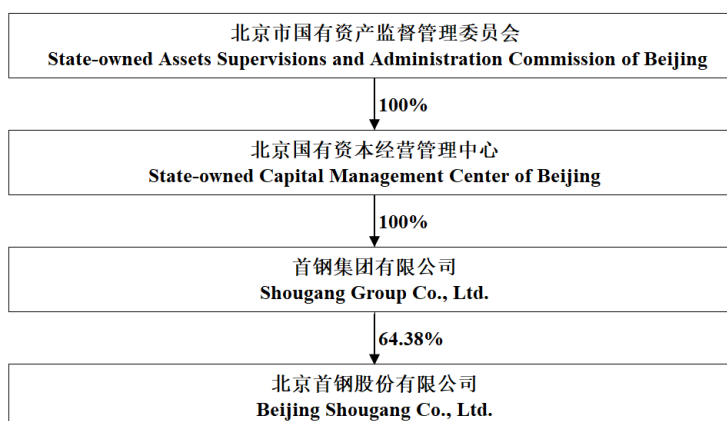 北京市国有资产监督管理委员会
State-owned Assets Supervisions and Administration Commission of Beijing
100%
北京国有资本经营管理中心
State-owned Capital Management Center of Beijing
100%
首钢集团有限公司
Shougang Group Co., Ltd.
64.38%
北京首钢股份有限公司
Beijing Shougang Co., Ltd.